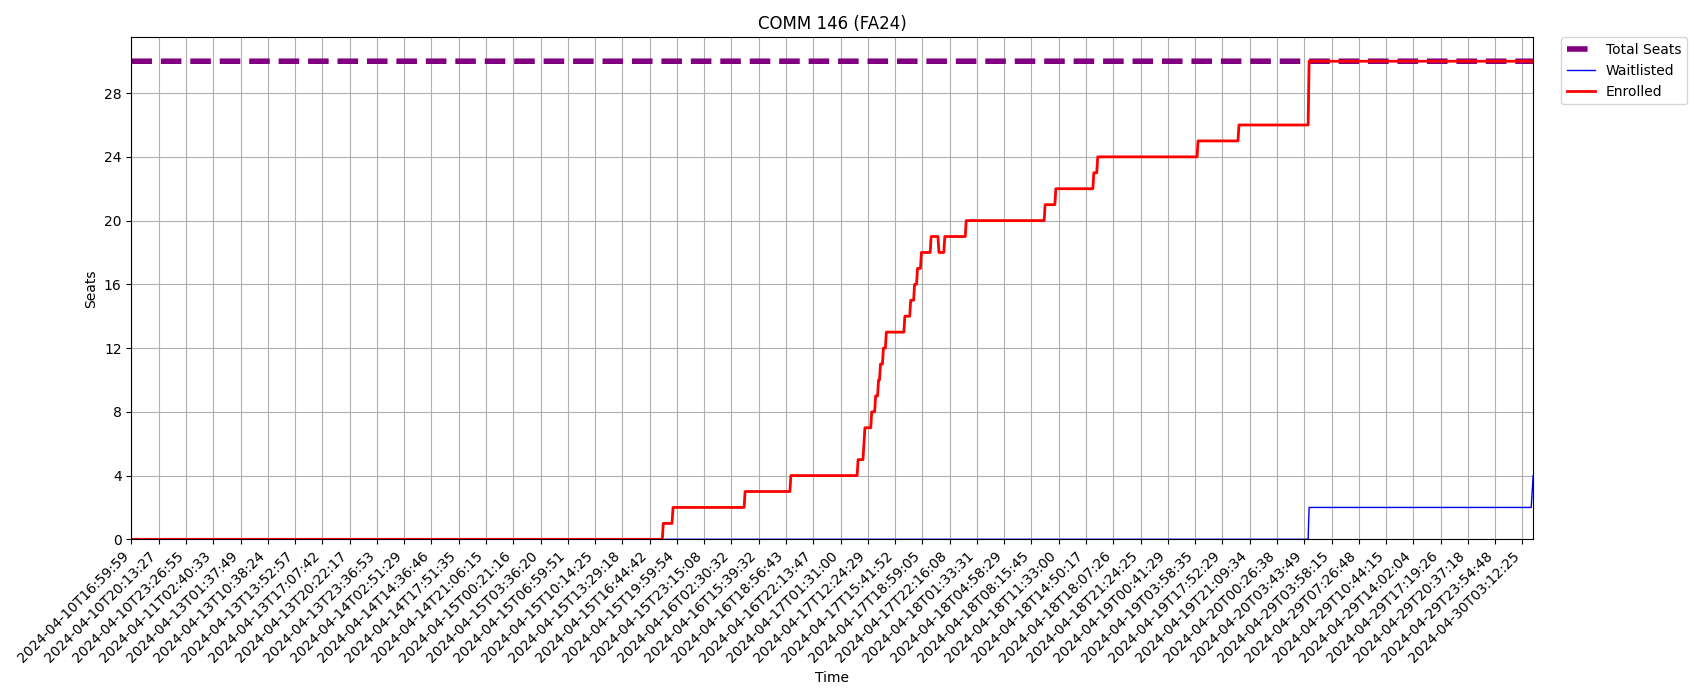 COMM 146 (FA24)
Total Seats
Waitlisted
Enrolled
Seats
28
24
20
16
12
8
4
0
2024-04-10T16:59:59
2024-04-10T20:13:27
2024-04-10T23:26:55
2024-04-11T02:40:33
2024-04-13T01:37:49
2024-04-13T10:38:24
2024-04-13T13:52:57
2024-04-13T17:07:42
2024-04-13T20:22:17
2024-04-13T23:36:53
2024-04-14T02:51:29
2024-04-14T14:36:46
2024-04-14T17:51:35
2024-04-14T21:06:15
2024-04-15T00:21:16
2024-04-15T03:36:20
2024-04-15T06:59:51
2024-04-15T10:14:25
2024-04-15T13:29:18
2024-04-15T16:44:42
2024-04-15T19:59:54
2024-04-15T23:15:08
2024-04-16T02:30:32
2024-04-16T15:39:32
2024-04-16T18:56:43
2024-04-16T22:13:47
2024-04-17T01:31:00
2024-04-17T12:24:29
2024-04-17T15:41:52
2024-04-17T18:59:05
2024-04-17T22:16:08
2024-04-18T01:33:31
2024-04-18T04:58:29
2024-04-18T08:15:45
2024-04-18T11:33:00
2024-04-18T14:50:17
2024-04-18T18:07:26
2024-04-18T21:24:25
2024-04-19T00:41:29
2024-04-19T03:58:35
2024-04-19T17:52:29
2024-04-19T21:09:34
2024-04-20T00:26:38
2024-04-20T03:43:49
2024-04-29T03:58:15
2024-04-29T07:26:48
2024-04-29T10:44:15
2024-04-29T14:02:04
2024-04-29T17:19:26
2024-04-29T20:37:18
2024-04-29T23:54:48
2024-04-30T03:12:25
Time